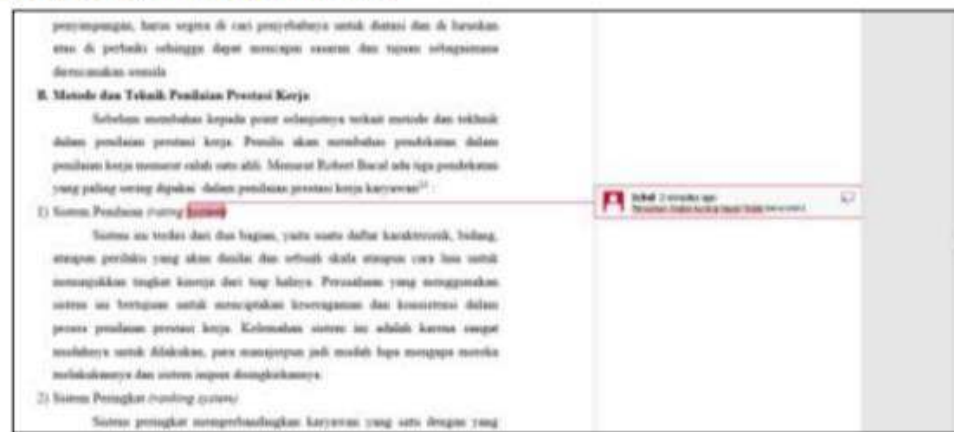 penyimpangan, harus segera di cari penyebabnya untuk diatasi dan di luruskan
atau di perbaiki sehingga dapat mencapai sasaran dan tujuan sebagaimana
direncanakan semula
B. Metode dan Teknik Penilaian Prestasi Kerja
Sebelum membahas kepada point selanjutnya terkait metode dan tekhnik
dalam penilaian prestasi kerja. Penulis akan membahas pendekatan dalam
penilaian kerja menurut salah satu ahli. Menurut Robert Bacal ada tiga pendekatan
yang paling sering dipakai dalam penilaian prestasi kerja karyawan :
1) Sistem Penilaian (rating system)
Sistem ini terdiri dari dua bagian, yaitu suatu daftar karakteristik, bidang,
ataupun perilaku yang akan dinilai dan sebuah skala ataupun cara lain untuk
menunjukkan tingkat kinerja dari tiap halnya. Perusahaan yang menggunakan
sistem ini bertujuan untuk menciptakan keseragaman dan konsistensi dalam
proses penilaian prestasi kerja. Kelemahan sistem ini adalah karena sangat
mudahnya untuk dilakukan, para manajerpun jadi mudah lupa mengapa mereka
melakukannya dan sistem inipun disingkirkannya.
2) Sistem Peringkat (ranking system)
Sistem peringkat memperbandingkan karyawan yang satu dengan yang
2 minutes ago